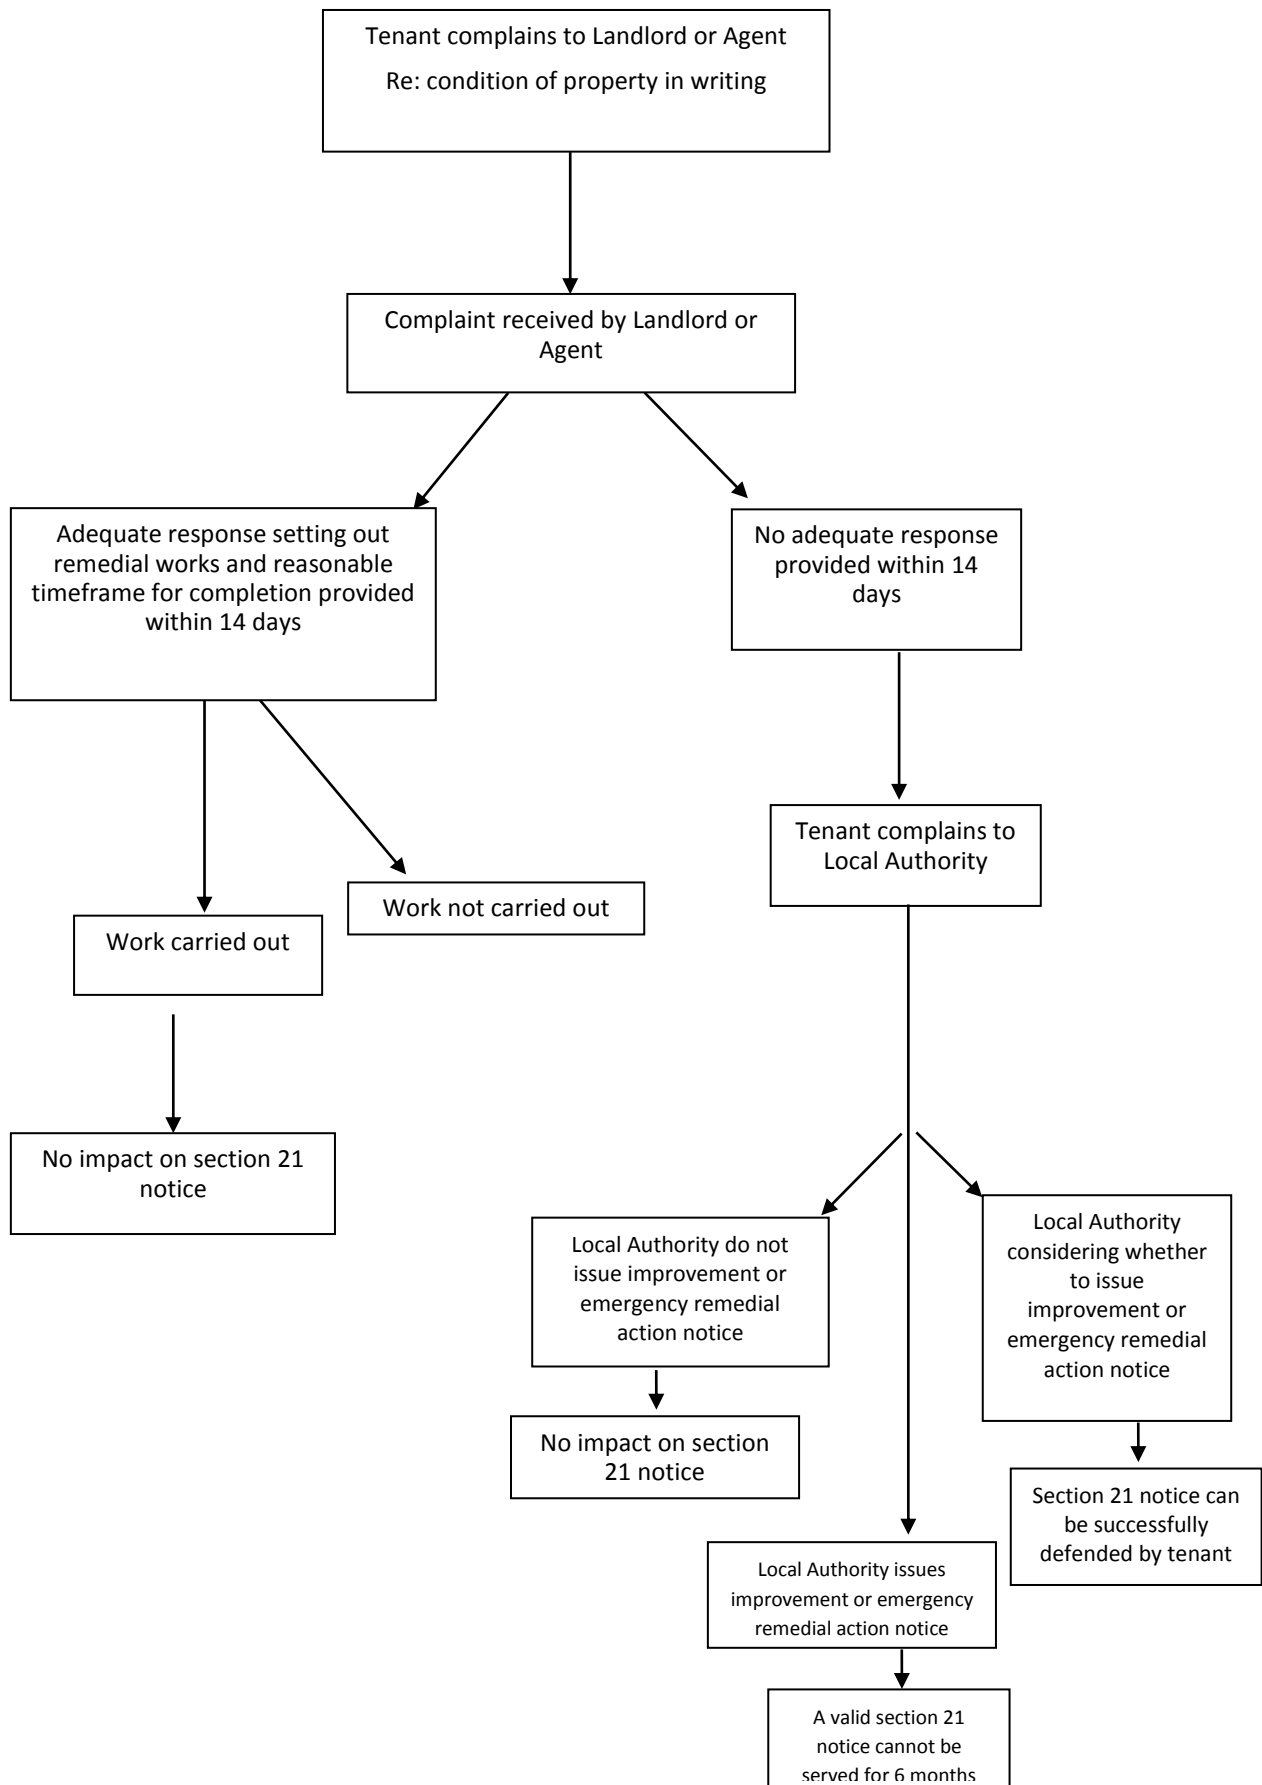 Tenant complains to Landlord or Agent
Re: condition of property in writing
Complaint received by Landlord or
Agent
Adequate response setting out
remedial works and reasonable
timeframe for completion provided
within 14 days
No adequate response
provided within 14
days
Tenant complains to
Local Authority
Work not carried out
Work carried out
No impact on section 21
notice
Local Authority do not
issue improvement or
emergency remedial
action notice
Local Authority
considering whether
to issue
improvement or
emergency remedial
action notice
No impact on section
21 notice
Section 21 notice can
be successfully
defended by tenant
Local Authority issues
improvement or emergency
remedial action notice
A valid section 21
notice cannot be
served for 6 months